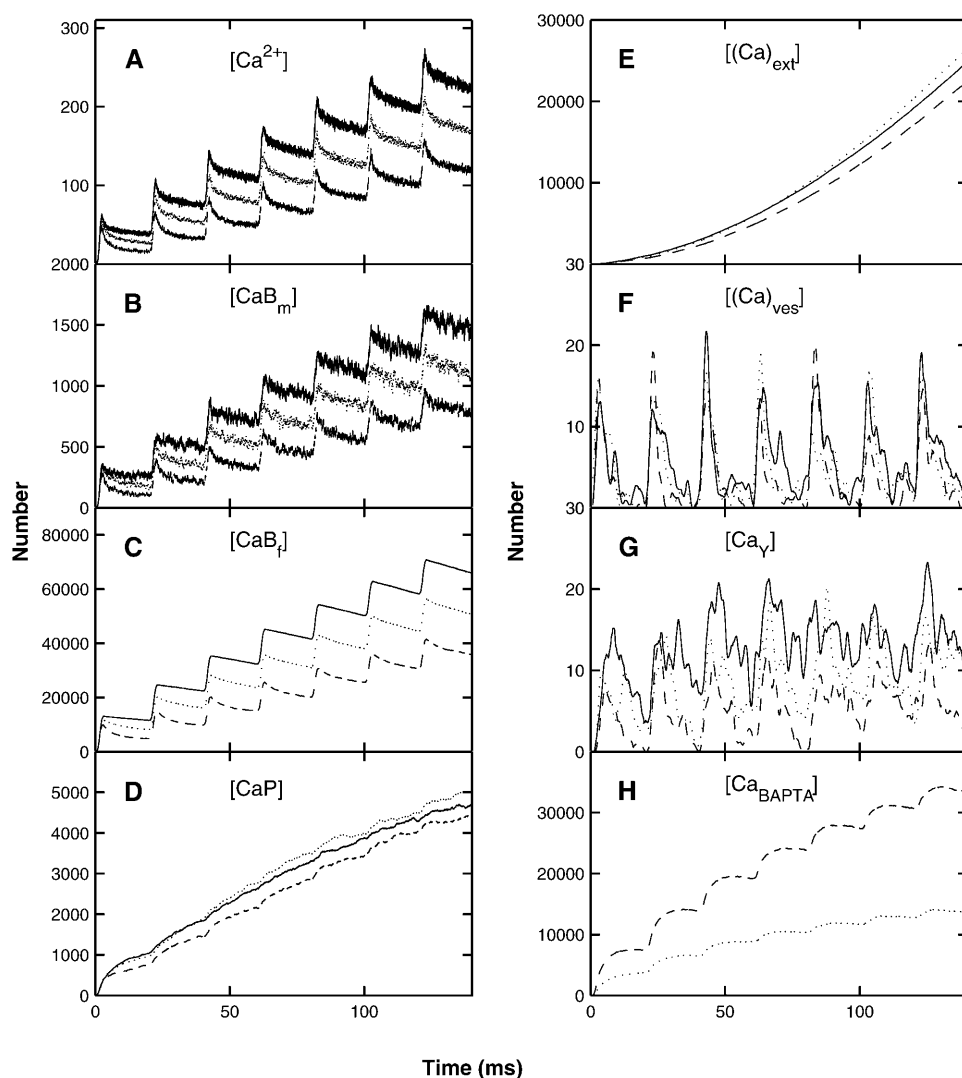 A
[Ca2+]
300
200
100
2000
B
[CaBm]
1500
1000
500
0
C
[CaBf]
80000
60000
40000
20000
0
D
[CaP]
5000
4000
3000
2000
1000
0
0
50
100
Number
E
[(Ca)ext]
30000
20000
10000
30
F
[(Ca)ves]
20
10
30
G
[CaY]
20
10
0
H
[CaBAPTA]
30000
20000
10000
0
0
50
100
Number
Time (ms)